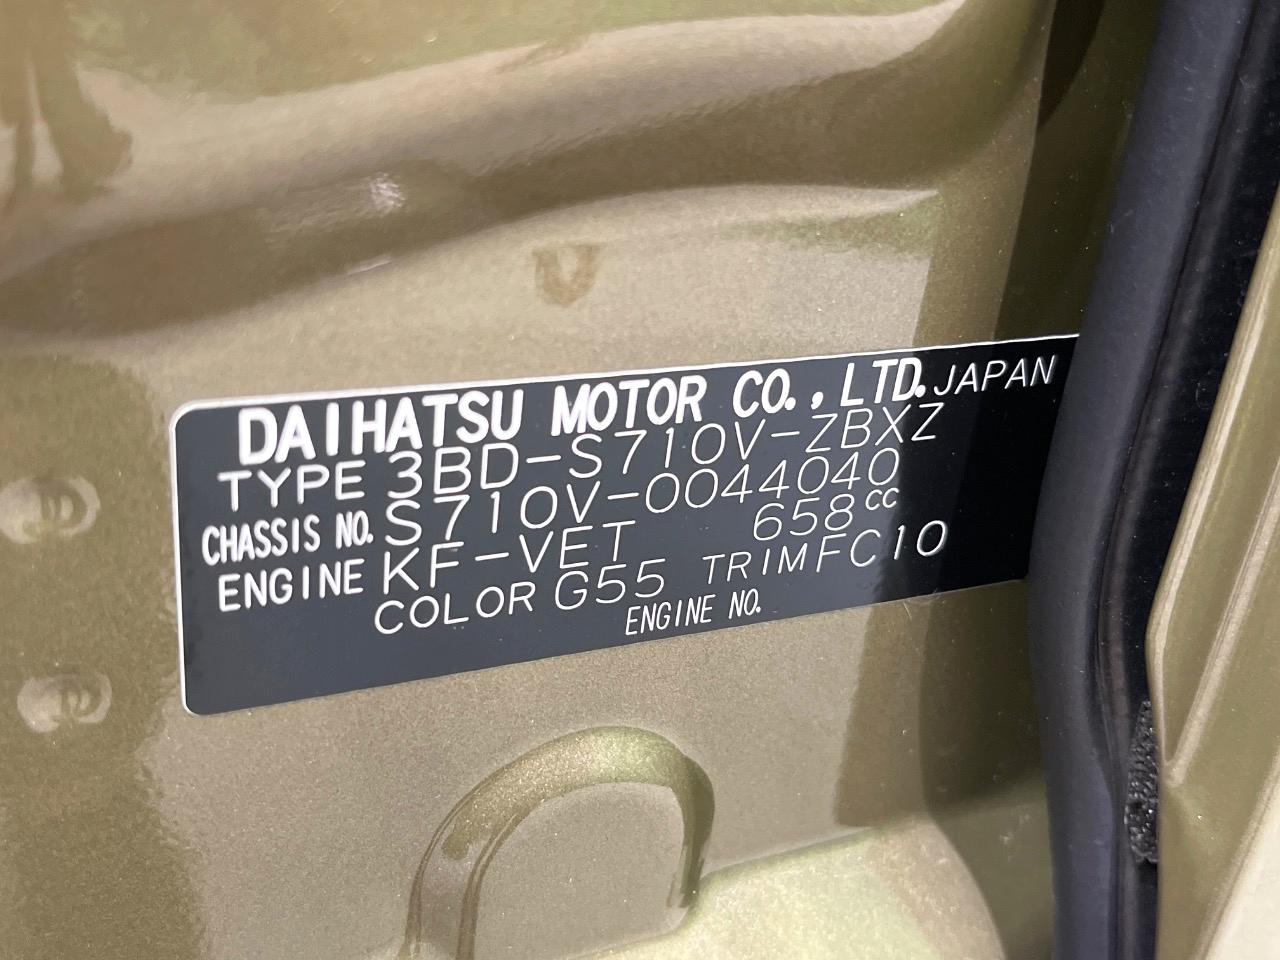 DAIHATSU MOTOR CO.,LTD. JAPAN
TYPE 3BD-S710V-ZBXZ
CHASSIS NO. S710V-0044040
ENGINE KF-VET 658cc
COLOR G55 TRIM FC10
ENGINE NO.